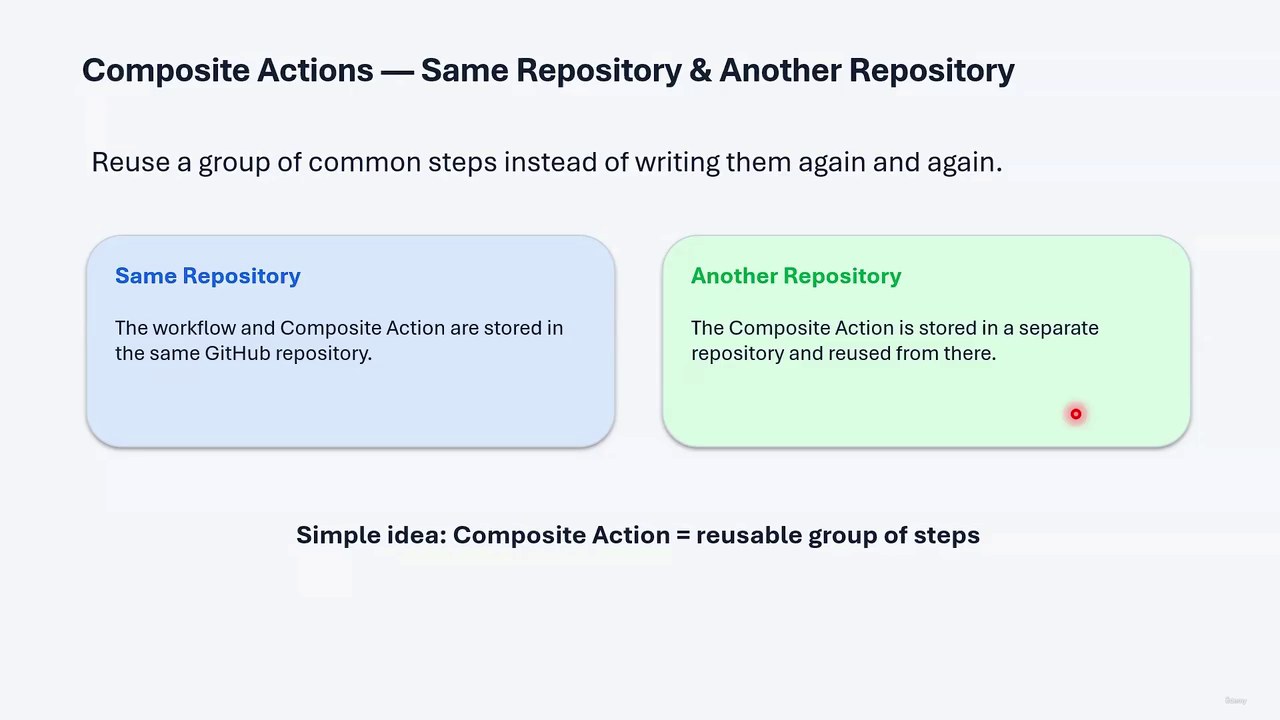 Composite Actions — Same Repository & Another Repository
Reuse a group of common steps instead of writing them again and again.
Same Repository
The workflow and Composite Action are stored in
the same GitHub repository.
Another Repository
The Composite Action is stored in a separate
repository and reused from there.
Simple idea: Composite Action = reusable group of steps